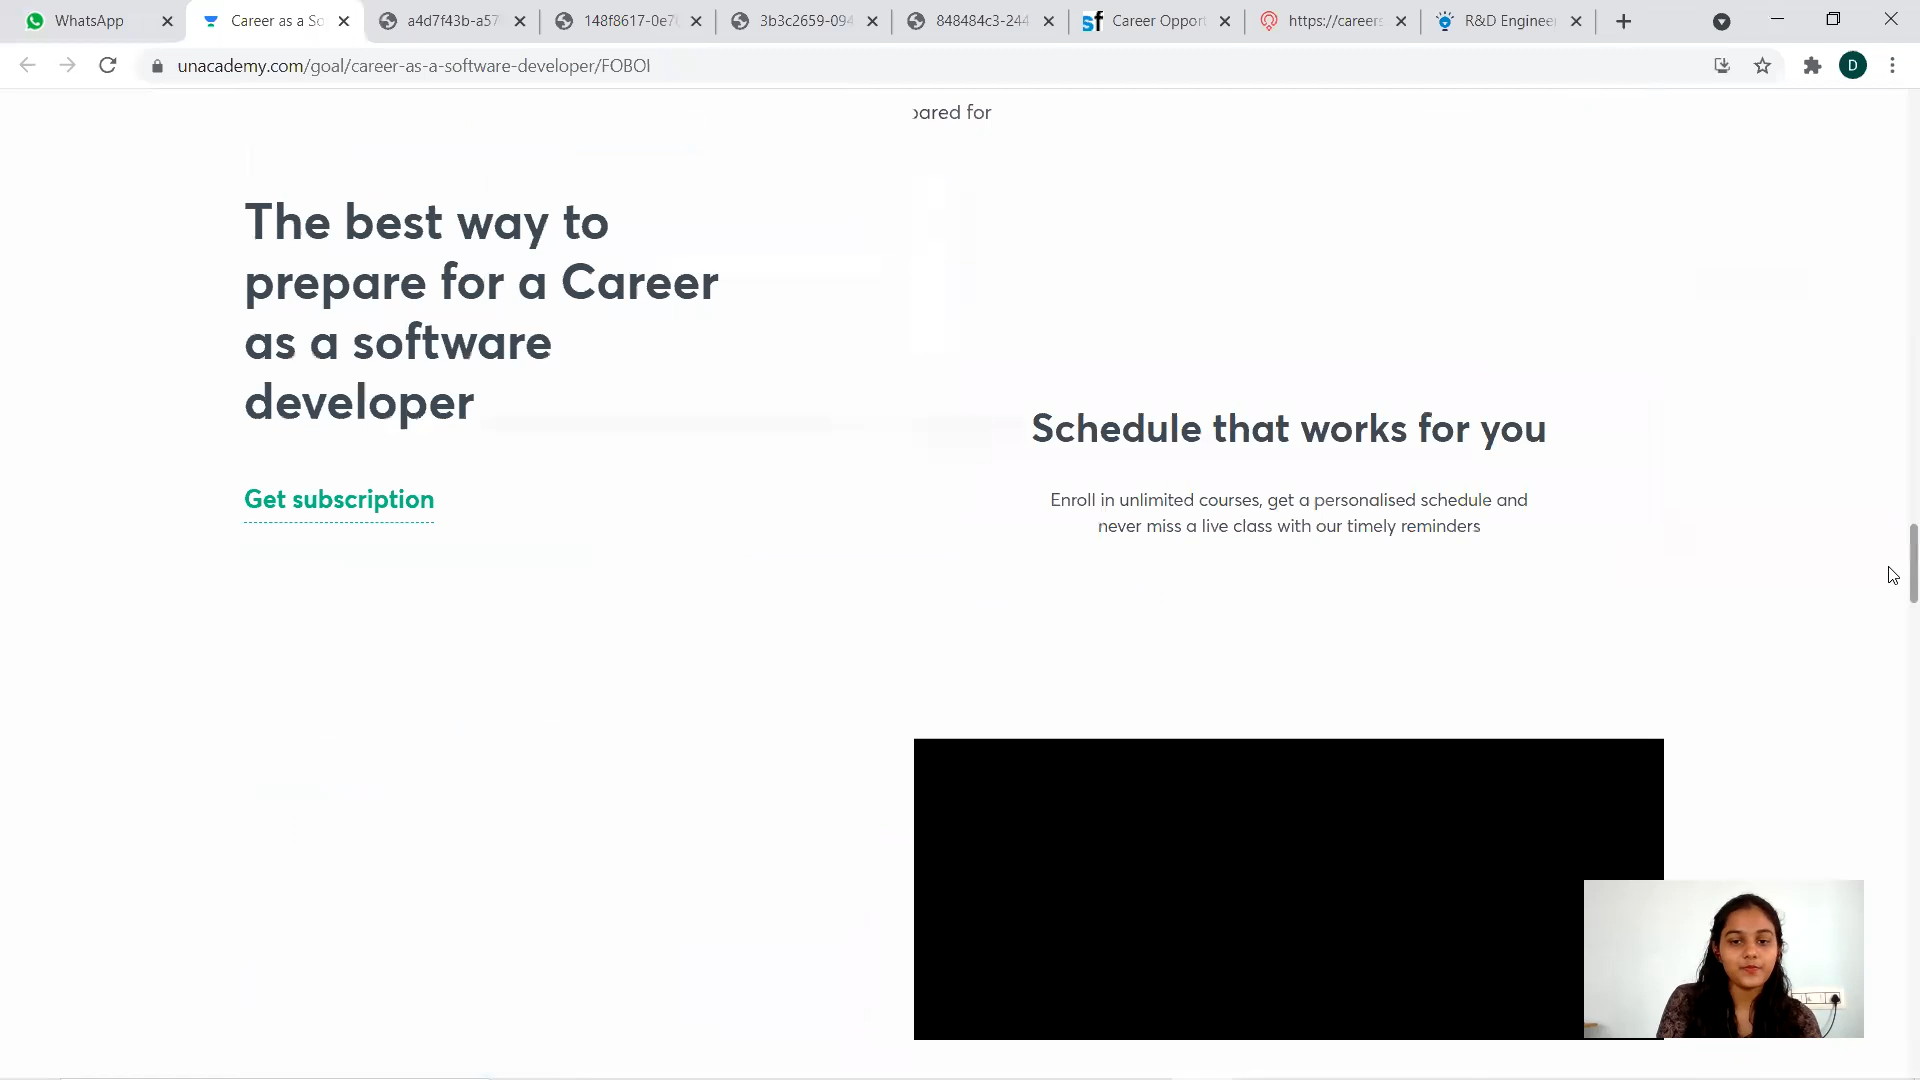 WhatsApp
Career as a So
a4d7f43b-a57
148f8617-0e7
3b3c2659-094
848484c3-244
Career Opport
https://careers
R&D Enginee
unacademy.com/goal/career-as-a-software-developer/FOBOI
D
pared for
The best way to
prepare for a Career
as a software
developer
Get subscription
Schedule that works for you
Enroll in unlimited courses, get a personalised schedule and
never miss a live class with our timely reminders